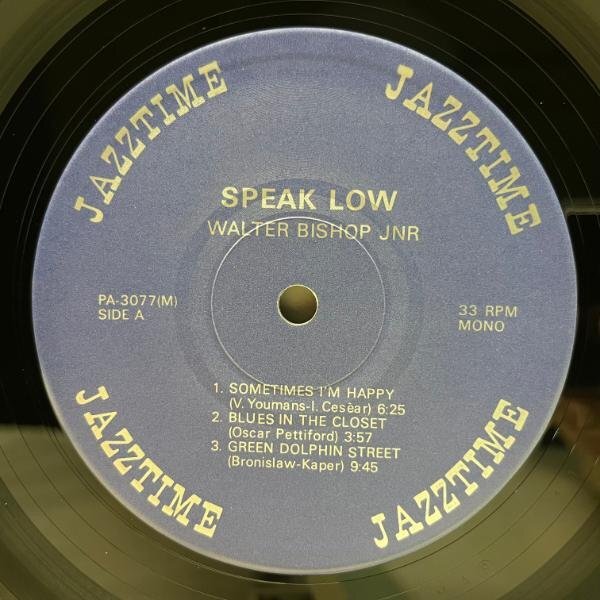 JAZZTIME
JAZZTIME
SPEAK LOW
WALTER BISHOP JNR
PA-3077(M)
SIDE A
33 RPM
MONO
1. SOMETIMES I'M HAPPY
(V. Youmans-I. Cesèar) 6:25
2. BLUES IN THE CLOSET
(Oscar Pettiford) 3:57
3. GREEN DOLPHIN STREET
(Bronislaw-Kaper) 9:45
JAZZTIME
JAZZTIME